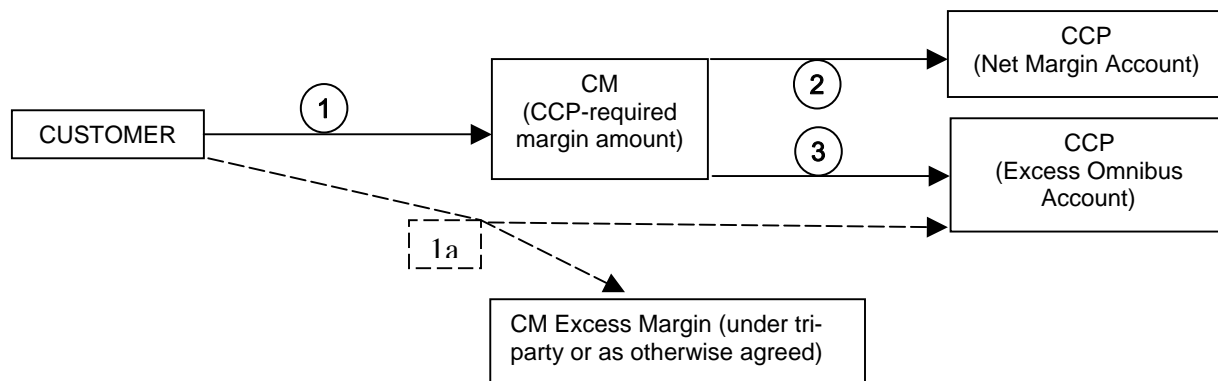 CCP
(Net Margin Account)
CM
(CCP-required
margin amount)
1
2
CUSTOMER
3
CCP
(Excess Omnibus
Account)
1a
CM Excess Margin (under tri-
party or as otherwise agreed)